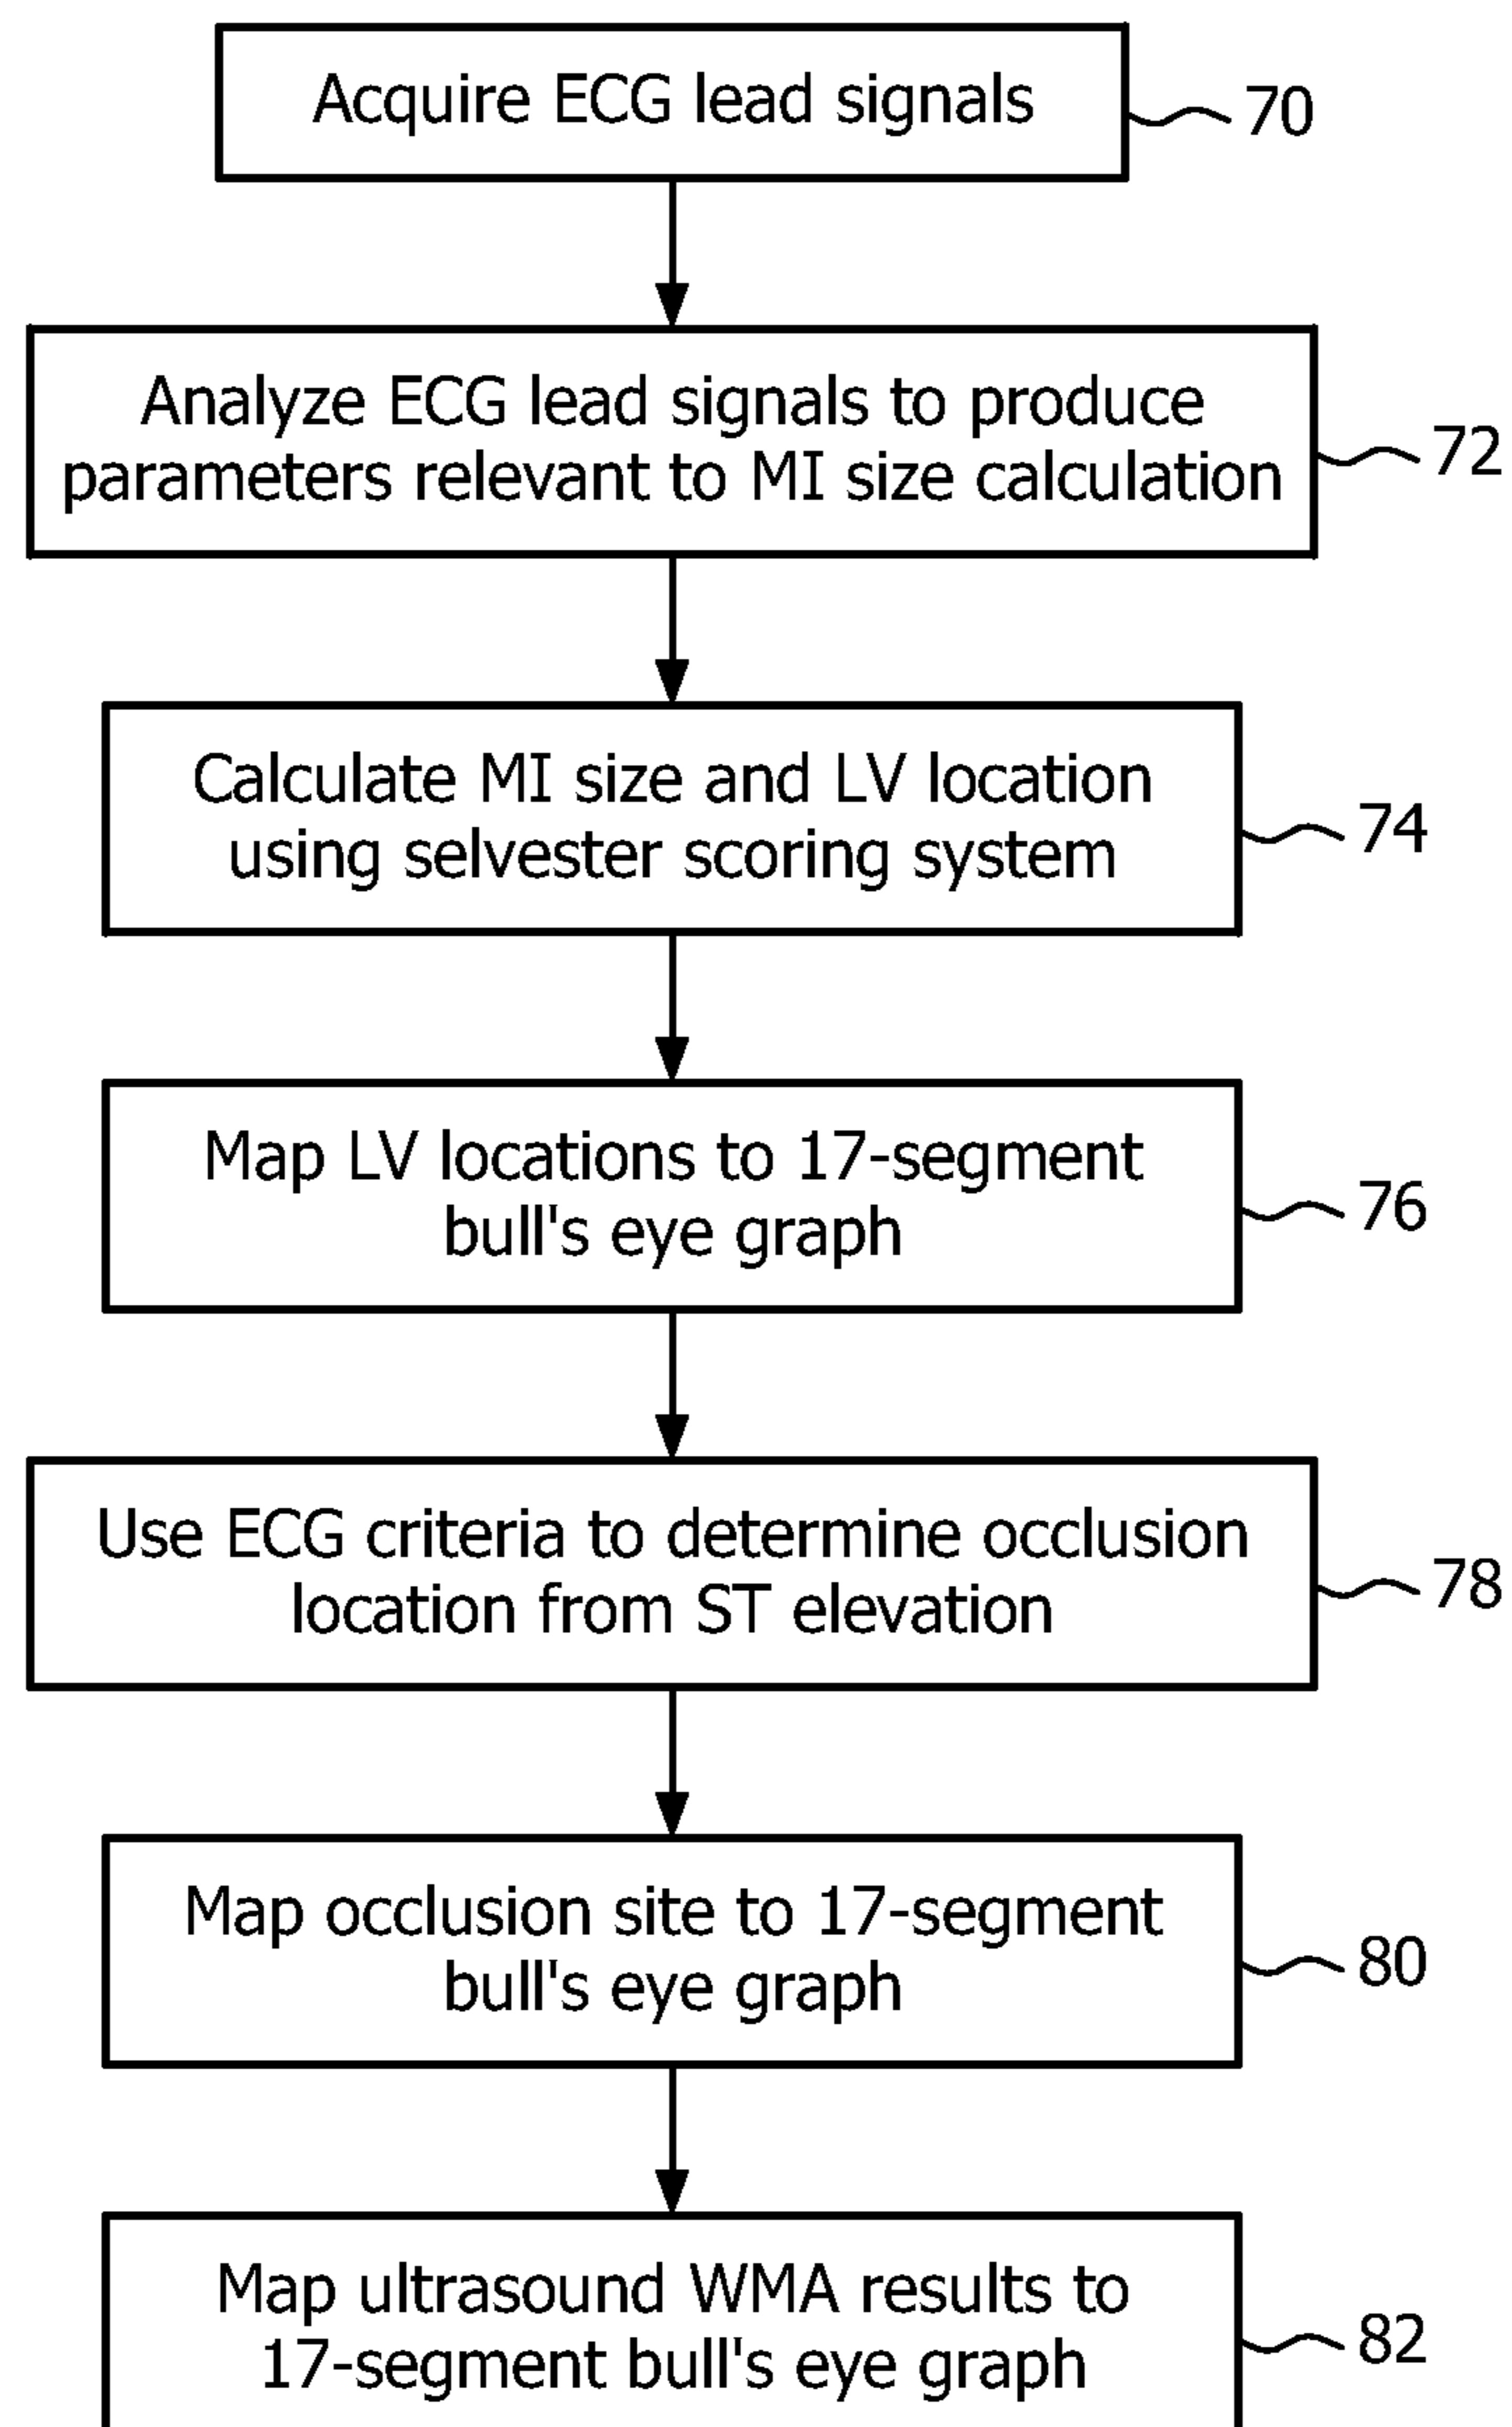 Acquire ECG lead signals
70
Analyze ECG lead signals to produce
parameters relevant to MI size calculation
72
Calculate MI size and LV location
using selvester scoring system
74
Map LV locations to 17-segment
bull's eye graph
76
Use ECG criteria to determine occlusion
location from ST elevation
78
Map occlusion site to 17-segment
bull's eye graph
80
Map ultrasound WMA results to
17-segment bull's eye graph
82